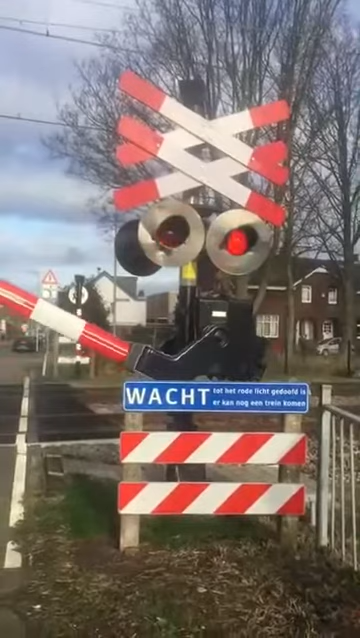 WACHT tot het rode licht gedoofd is
er kan nog een trein komen